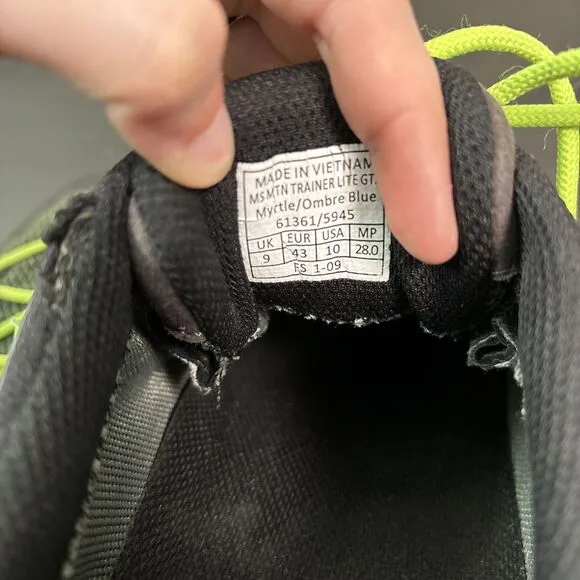 MADE IN VIETNAM
MS MTN TRAINER LITE GT
Myrtle/Ombre Blue
61361/5945
UK EUR USA MP
9 43 10 28.0
FS 1-09